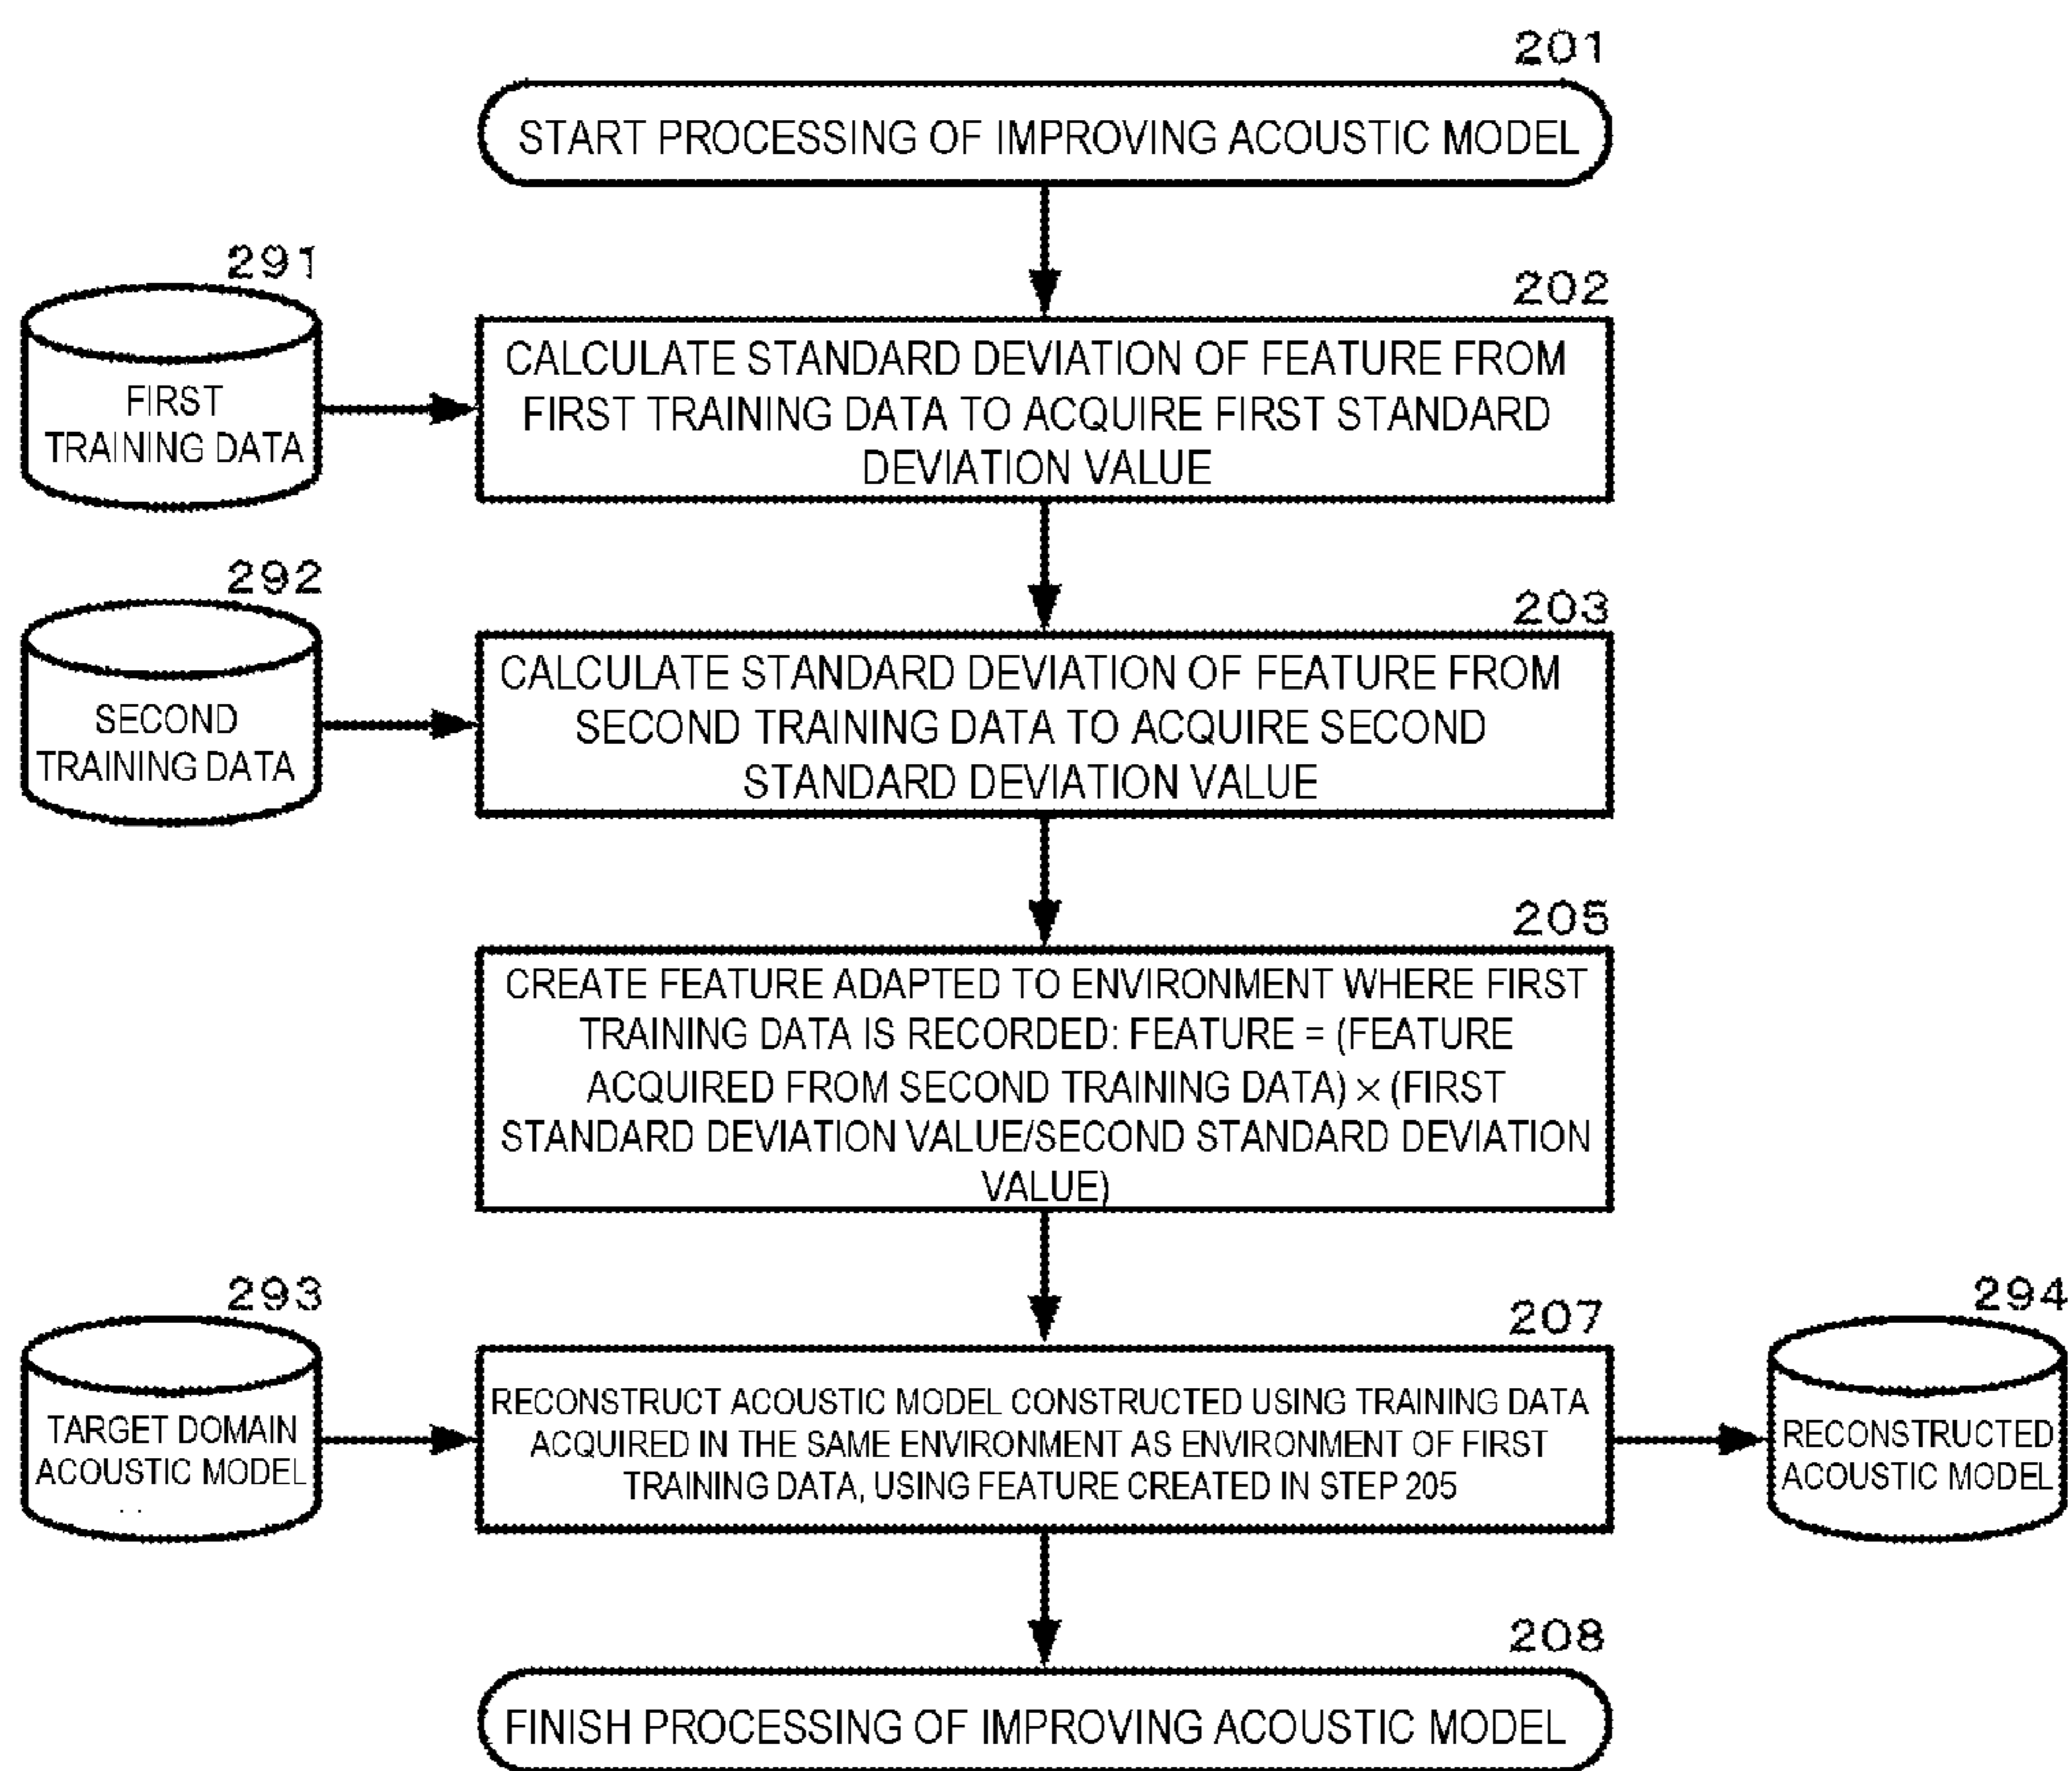 201
START PROCESSING OF IMPROVING ACOUSTIC MODEL
291
FIRST
TRAINING DATA
202
CALCULATE STANDARD DEVIATION OF FEATURE FROM
FIRST TRAINING DATA TO ACQUIRE FIRST STANDARD
DEVIATION VALUE
292
SECOND
TRAINING DATA
203
CALCULATE STANDARD DEVIATION OF FEATURE FROM
SECOND TRAINING DATA TO ACQUIRE SECOND
STANDARD DEVIATION VALUE
205
CREATE FEATURE ADAPTED TO ENVIRONMENT WHERE FIRST
TRAINING DATA IS RECORDED: FEATURE = (FEATURE
ACQUIRED FROM SECOND TRAINING DATA) × (FIRST
STANDARD DEVIATION VALUE/SECOND STANDARD DEVIATION
VALUE)
293
TARGET DOMAIN
ACOUSTIC MODEL
. .
207
RECONSTRUCT ACOUSTIC MODEL CONSTRUCTED USING TRAINING DATA
ACQUIRED IN THE SAME ENVIRONMENT AS ENVIRONMENT OF FIRST
TRAINING DATA, USING FEATURE CREATED IN STEP 205
294
RECONSTRUCTED
ACOUSTIC MODEL
208
FINISH PROCESSING OF IMPROVING ACOUSTIC MODEL